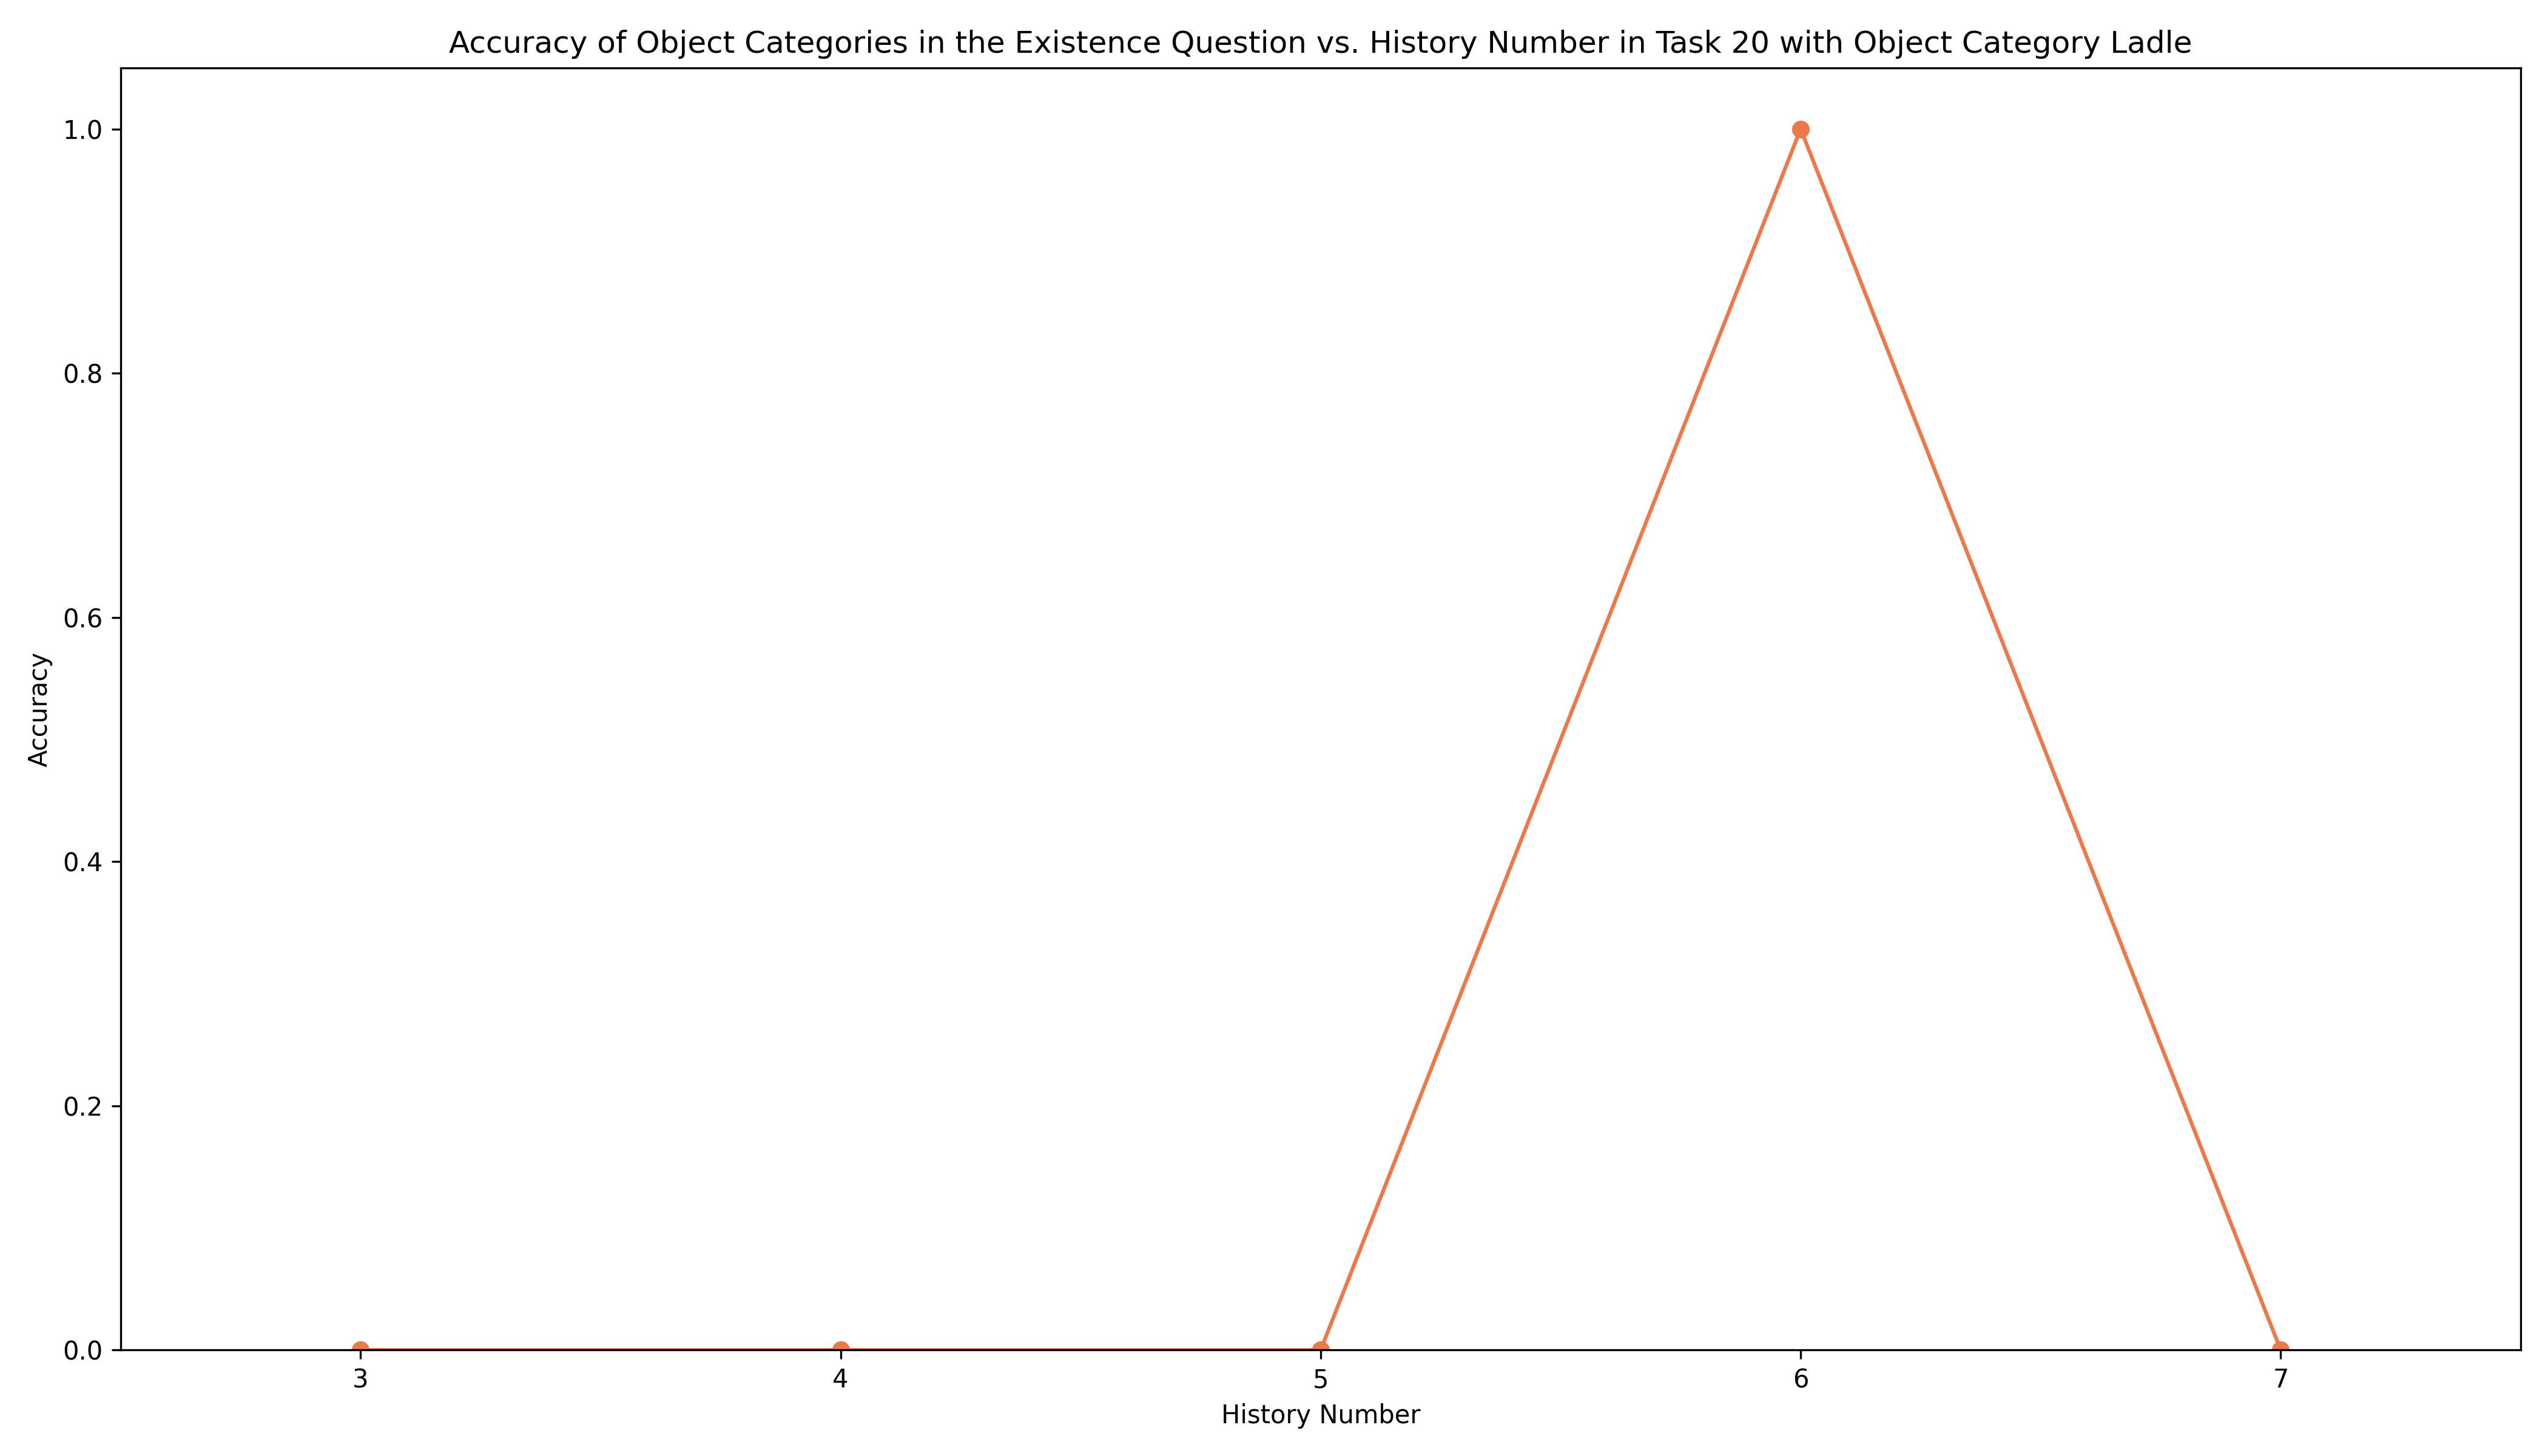 Accuracy of Object Categories in the Existence Question vs. History Number in Task 20 with Object Category Ladle
1.0
0.8
0.6
0.4
0.2
0.0
Accuracy
3 4 5 6 7
History Number